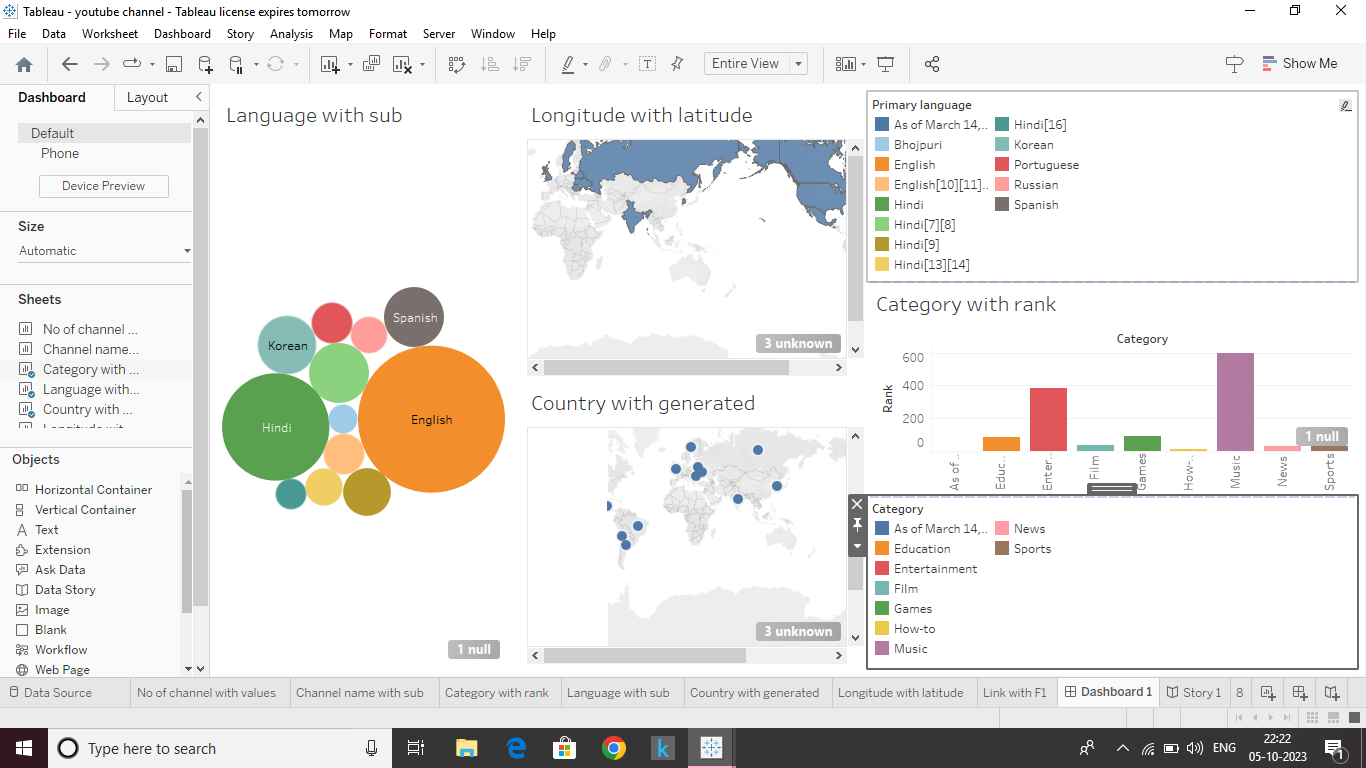 Tableau - youtube channel - Tableau license expires tomorrow
File Data Worksheet Dashboard Story Analysis Map Format Server Window Help
Entire View
Show Me
Dashboard Layout
Default
Phone
Device Preview
Size
Automatic
Sheets
No of channel ...
Channel name...
Category with ...
Language with...
Country with ...
Objects
Horizontal Container
Vertical Container
Text
Extension
Ask Data
Data Story
Image
Blank
Workflow
Web Page
Language with sub
Spanish
Korean
English
Hindi
1 null
Longitude with latitude
3 unknown
Country with generated
3 unknown
Primary language
As of March 14,..
Bhojpuri
English
English[10][11]..
Hindi
Hindi[7][8]
Hindi[9]
Hindi[13][14]
Hindi[16]
Korean
Portuguese
Russian
Spanish
Category with rank
Category
Rank
600
400
200
0
1 null
As of ..
Educ..
Enter..
Film
Games
How-..
Music
News
Sports
Category
As of March 14,..
Education
Entertainment
Film
Games
How-to
Music
News
Sports
Data Source No of channel with values Channel name with sub Category with rank Language with sub Country with generated Longitude with latitude Link with F1 Dashboard 1 Story 1 8
Type here to search
k
ENG
22:22
05-10-2023
1